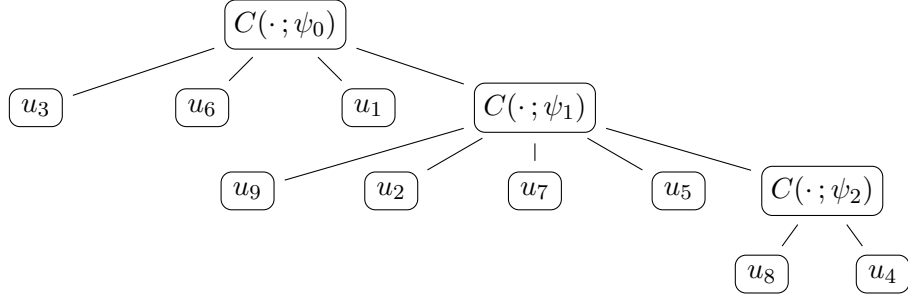 C(· ; ψ₀)
u₃ u₆ u₁ C(· ; ψ₁)
u₉ u₂ u₇ u₅ C(· ; ψ₂)
u₈ u₄